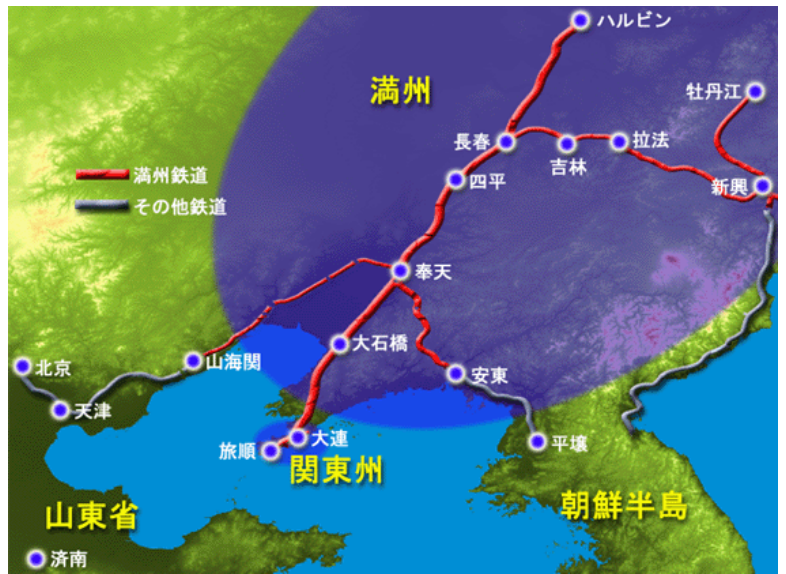 ハルビン
満州
牡丹江
長春
吉林
拉法
満州鉄道
四平
新興
その他鉄道
奉天
大石橋
山海関
北京
安東
天津
大連
旅順
平壌
関東州
山東省
朝鮮半島
済南